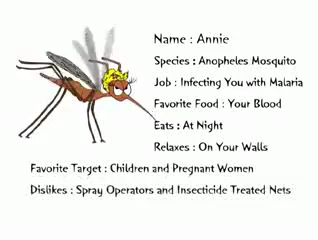 Name : Annie
Species : Anopheles Mosquito
Job : Infecting You with Malaria
Favorite Food : Your Blood
Eats : At Night
Relaxes : On Your Walls
Favorite Target : Children and Pregnant Women
Dislikes : Spray Operators and Insecticide Treated Nets